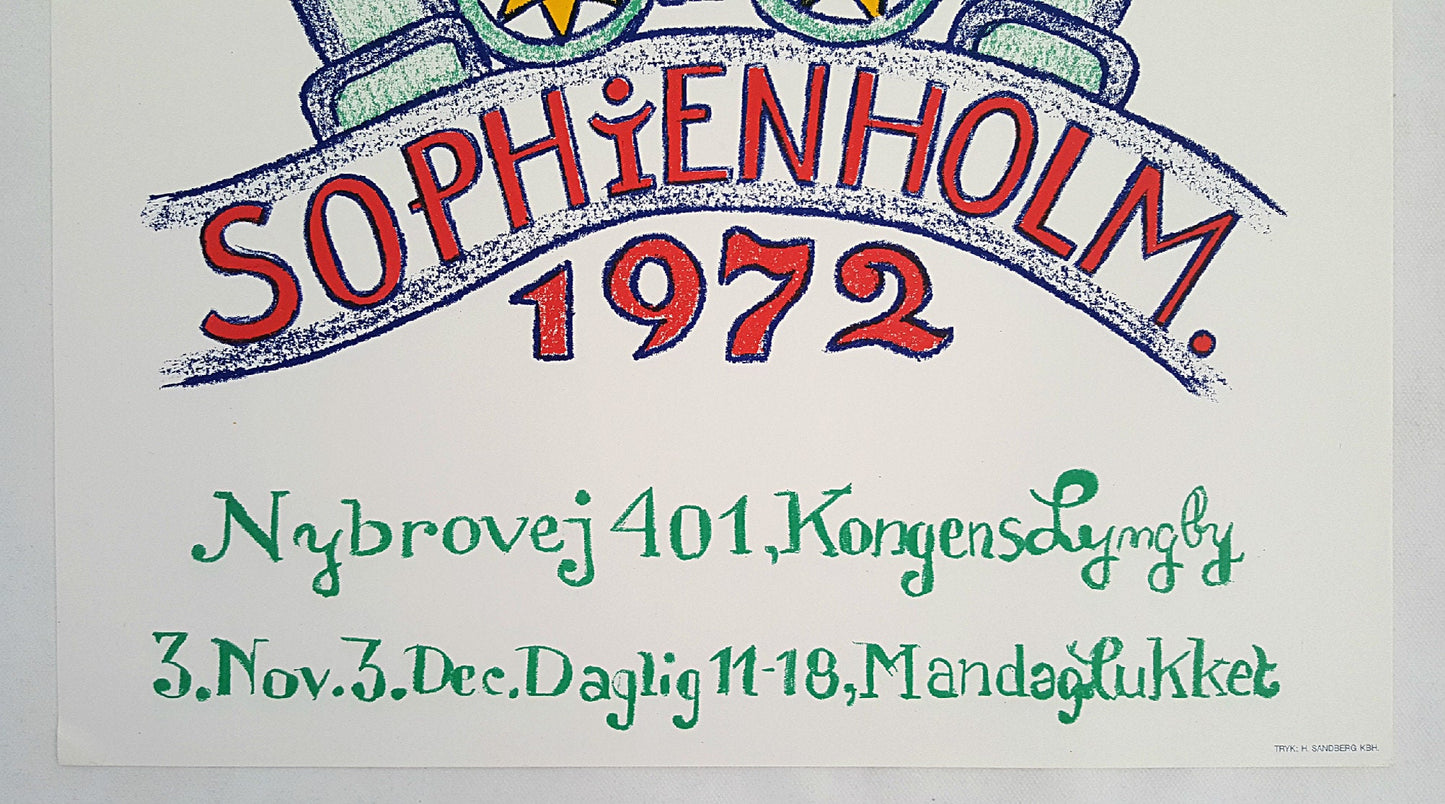 SOPHiENHOLM.
1972
Nybrovej 401, Kongens Lyngby
3. Nov. 3. Dec. Daglig 11-18, Mandag Lukket
TRYK: H. SANDBERG KBH.